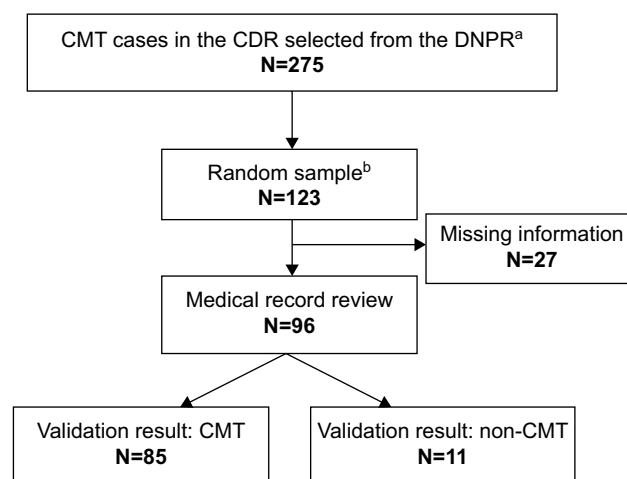 CMT cases in the CDR selected from the DNPRᵃ
N=275
Random sampleᵇ
N=123
Missing information
N=27
Medical record review
N=96
Validation result: CMT
N=85
Validation result: non-CMT
N=11